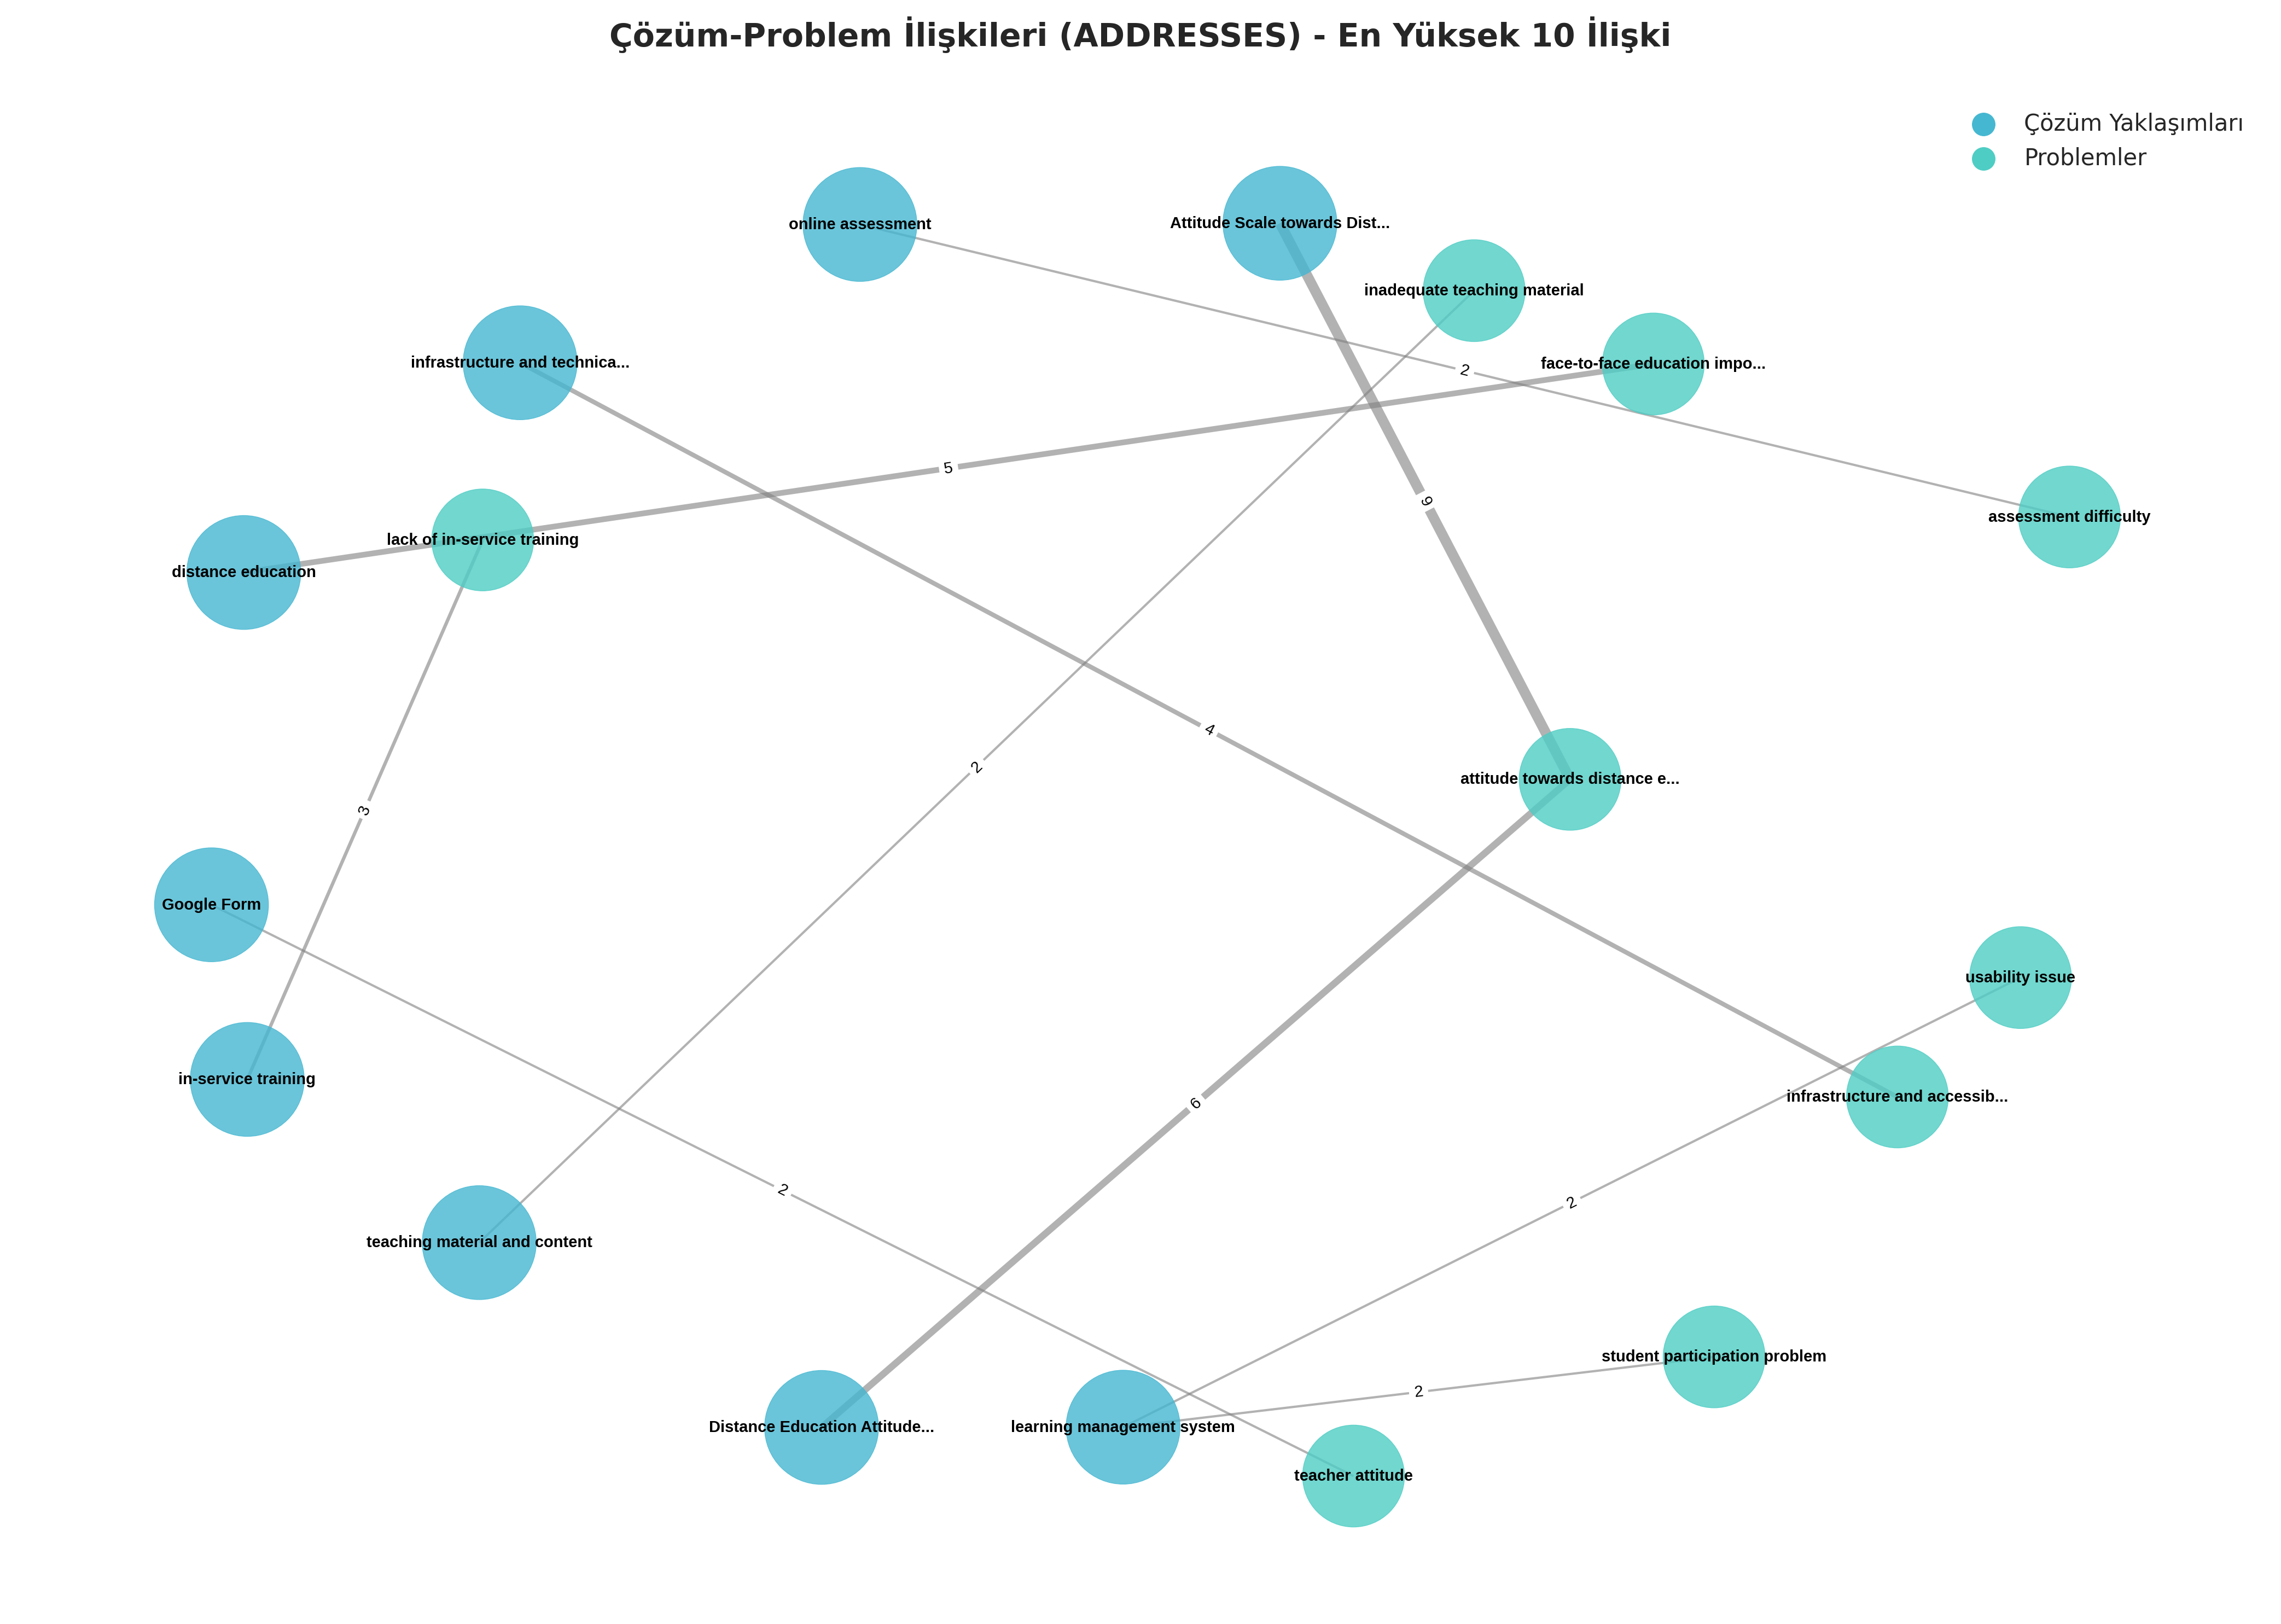 Çözüm-Problem İlişkileri (ADDRESSES) - En Yüksek 10 İlişki
Çözüm Yaklaşımları
Problemler
online assessment
Attitude Scale towards Dist...
inadequate teaching material
infrastructure and technica...
face-to-face education impo...
2
5
9
assessment difficulty
lack of in-service training
distance education
4
2
attitude towards distance e...
3
Google Form
usability issue
in-service training
infrastructure and accessib...
6
2
2
teaching material and content
student participation problem
2
Distance Education Attitude...
learning management system
teacher attitude